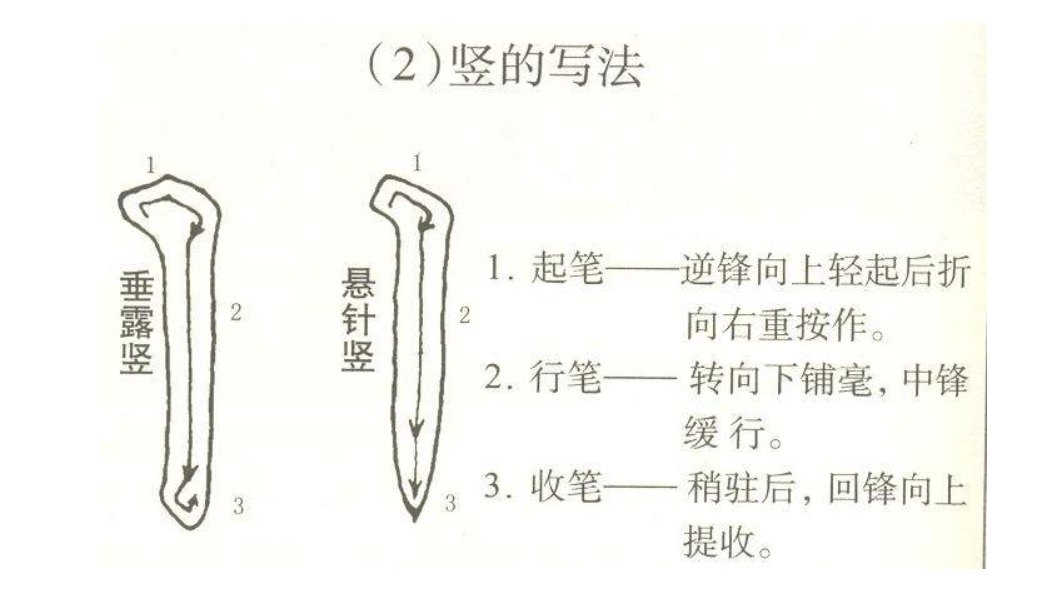 （2）竖的写法
1
2
3
垂露竖
1
2
3
悬针竖
1. 起笔——逆锋向上轻起后折
向右重按作。
2. 行笔—— 转向下铺毫，中锋
缓 行。
3. 收笔—— 稍驻后，回锋向上
提收。